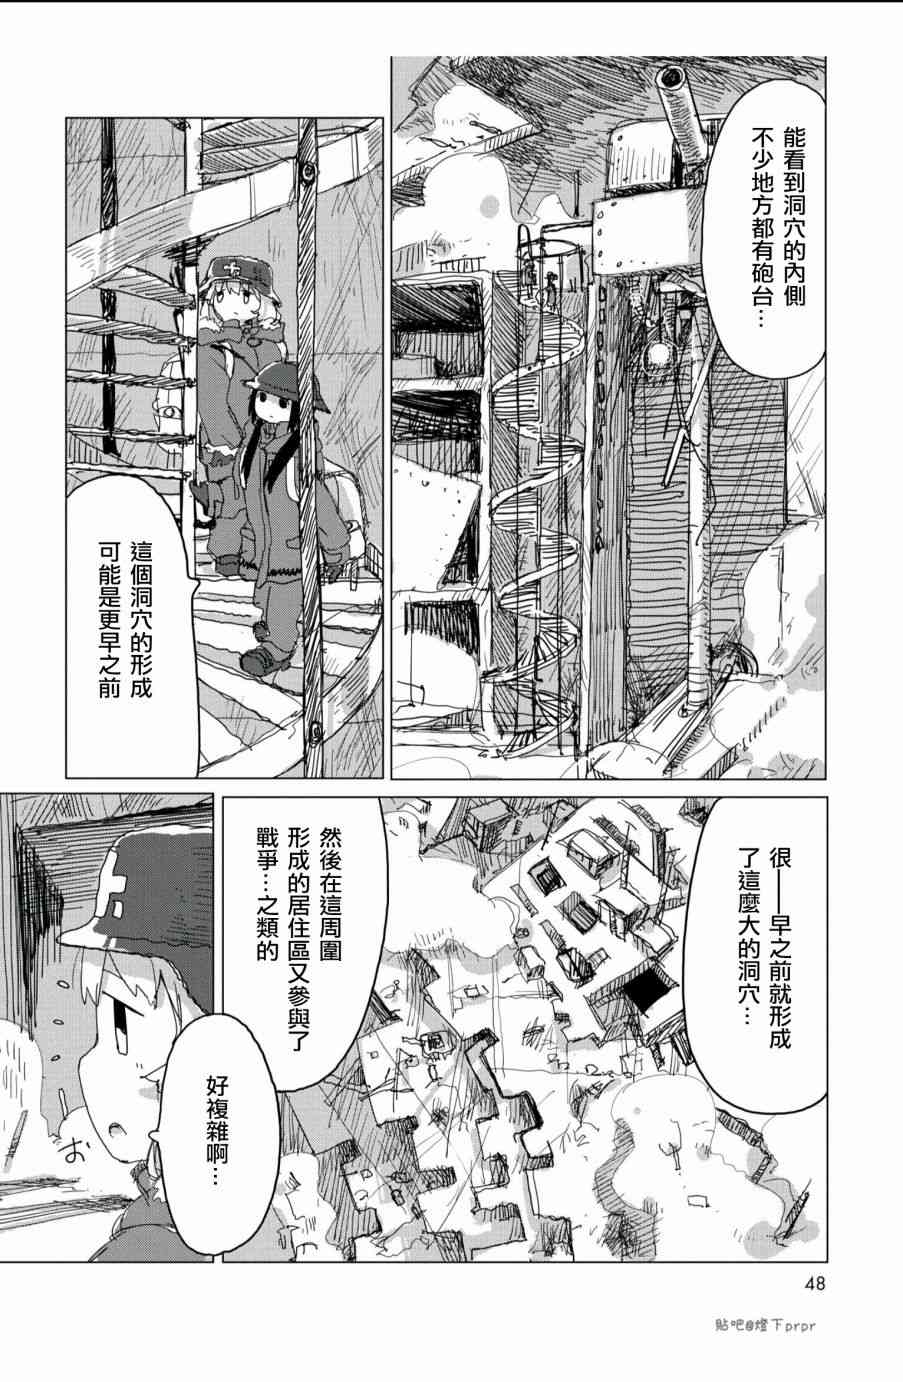 能看到洞穴的內側
不少地方都有砲台…
這個洞穴的形成
可能是更早之前
很——早之前就形成
了這麼大的洞穴…
然後在這周圍
形成的居住區又參與了
戰爭…之類的
好複雜啊…
お
48
貼吧@燈下prpr